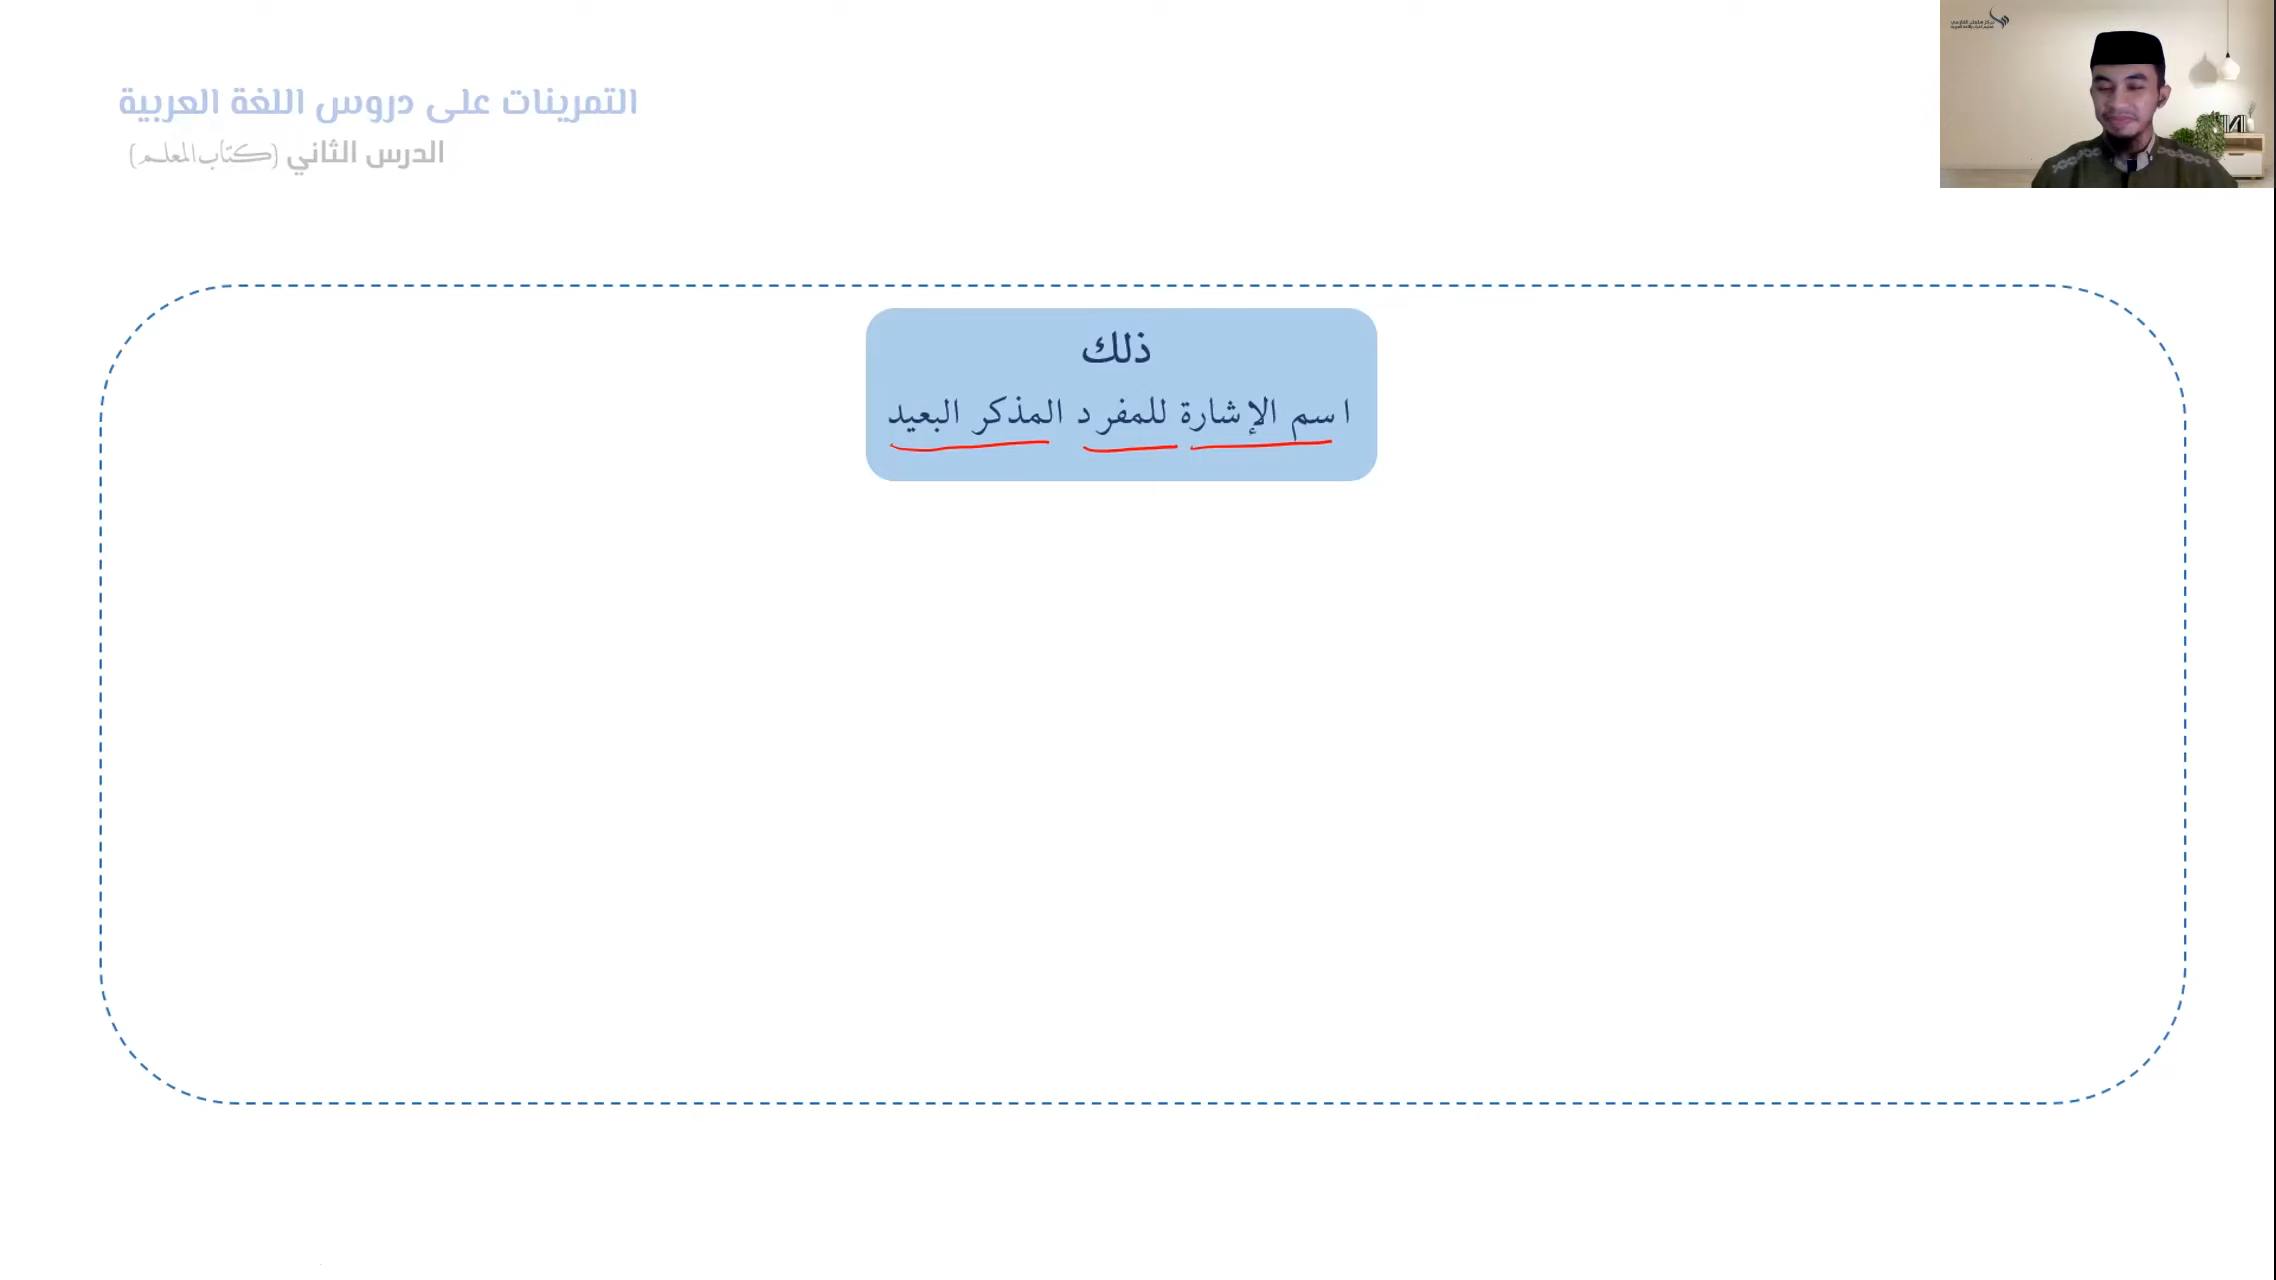 التمرينات على دروس اللغة العربية
الدرس الثاني (كتاب المعلم)
ذلك
اسم الإشارة للمفرد المذكر البعيد